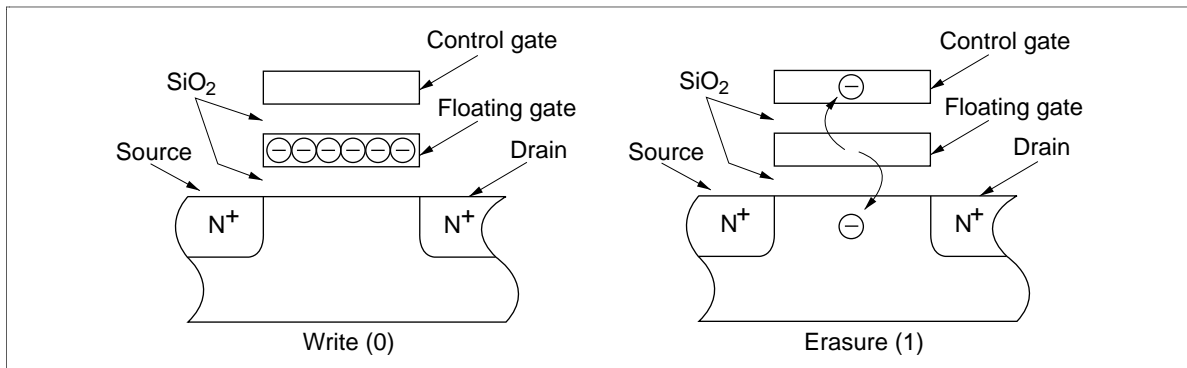 Control gate
SiO2
Floating gate
Source
Drain
− − − − − −
N+
N+
Write (0)
Control gate
−
SiO2
Floating gate
Source
Drain
N+
−
N+
Erasure (1)